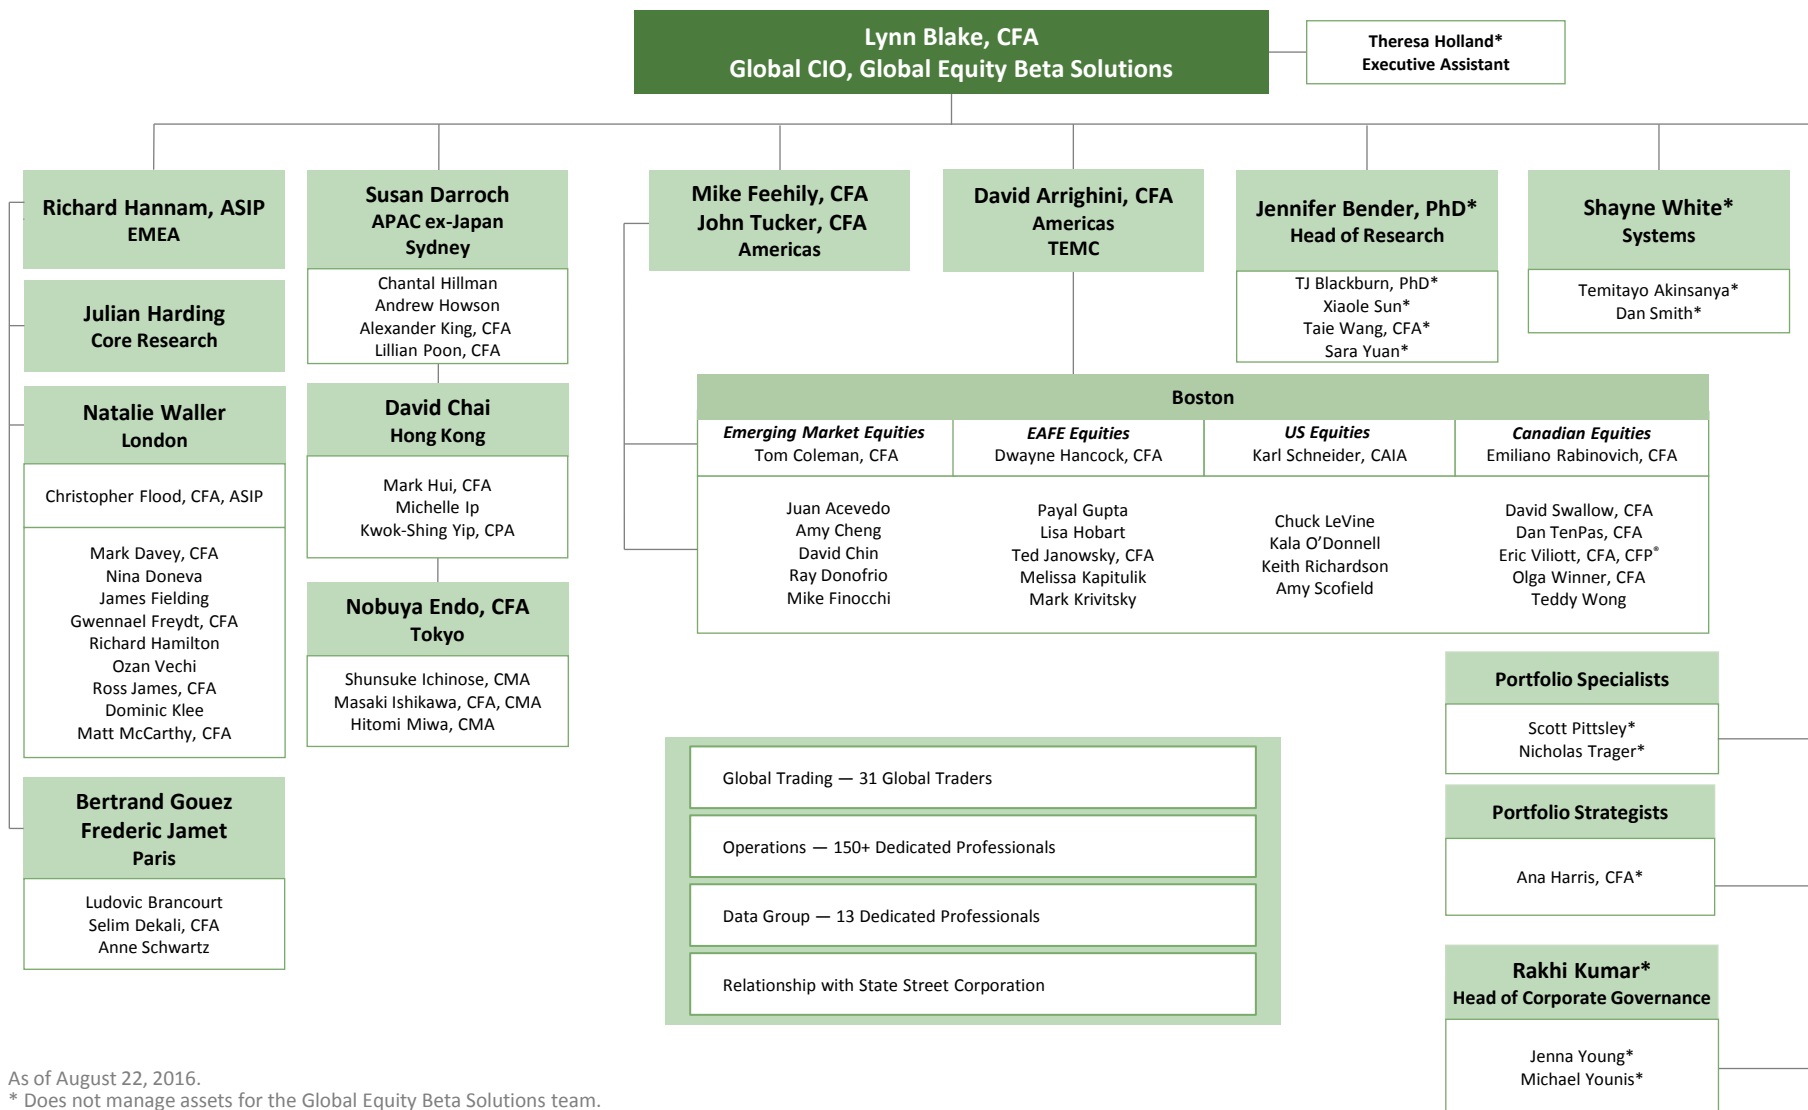 Lynn Blake, CFA
Global CIO, Global Equity Beta Solutions
Theresa Holland*
Executive Assistant
Richard Hannam, ASIP
EMEA
Julian Harding
Core Research
Natalie Waller
London
Christopher Flood, CFA, ASIP
Mark Davey, CFA
Nina Doneva
James Fielding
Gwennael Freydt, CFA
Richard Hamilton
Ozan Vechi
Ross James, CFA
Dominic Klee
Matt McCarthy, CFA
Bertrand Gouez
Frederic Jamet
Paris
Ludovic Brancourt
Selim Dekali, CFA
Anne Schwartz
Susan Darroch
APAC ex-Japan
Sydney
Chantal Hillman
Andrew Howson
Alexander King, CFA
Lillian Poon, CFA
David Chai
Hong Kong
Mark Hui, CFA
Michelle Ip
Kwok-Shing Yip, CPA
Nobuya Endo, CFA
Tokyo
Shunsuke Ichinose, CMA
Masaki Ishikawa, CFA, CMA
Hitomi Miwa, CMA
Mike Feehily, CFA
John Tucker, CFA
Americas
David Arrighini, CFA
Americas
TEMC
Jennifer Bender, PhD*
Head of Research
TJ Blackburn, PhD*
Xiaole Sun*
Taie Wang, CFA*
Sara Yuan*
Shayne White*
Systems
Temitayo Akinsanya*
Dan Smith*
Boston
Emerging Market Equities
Tom Coleman, CFA
Juan Acevedo
Amy Cheng
David Chin
Ray Donofrio
Mike Finocchi
EAFE Equities
Dwayne Hancock, CFA
Payal Gupta
Lisa Hobart
Ted Janowsky, CFA
Melissa Kapitulik
Mark Krivitsky
US Equities
Karl Schneider, CAIA
Chuck LeVine
Kala O’Donnell
Keith Richardson
Amy Scofield
Canadian Equities
Emiliano Rabinovich, CFA
David Swallow, CFA
Dan TenPas, CFA
Eric Viliott, CFA, CFP®
Olga Winner, CFA
Teddy Wong
Global Trading — 31 Global Traders
Operations — 150+ Dedicated Professionals
Data Group — 13 Dedicated Professionals
Relationship with State Street Corporation
Portfolio Specialists
Scott Pittsley*
Nicholas Trager*
Portfolio Strategists
Ana Harris, CFA*
Rakhi Kumar*
Head of Corporate Governance
Jenna Young*
Michael Younis*
As of August 22, 2016.
* Does not manage assets for the Global Equity Beta Solutions team.